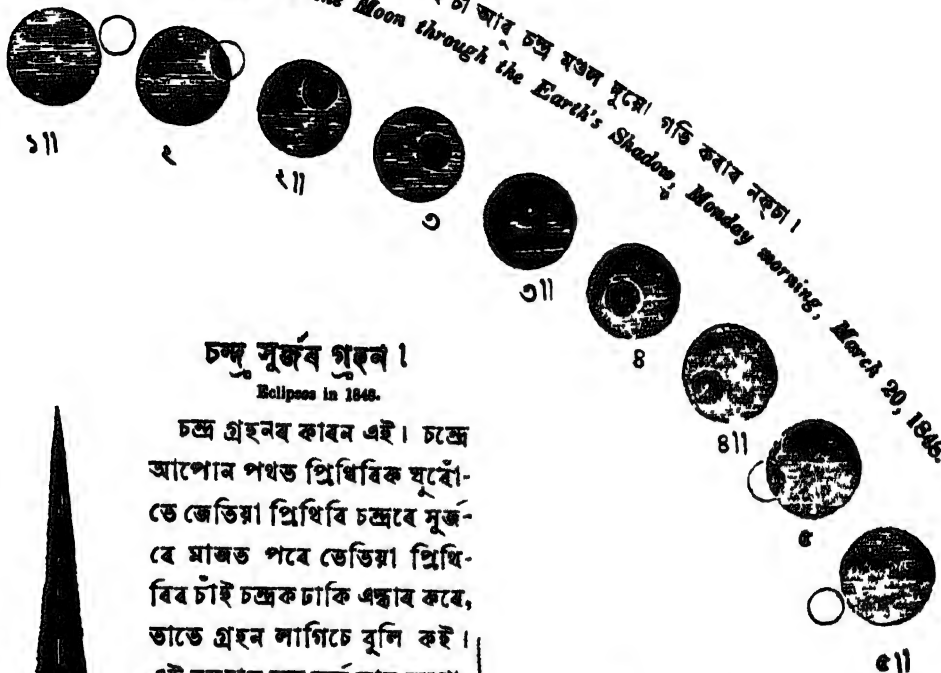 চা আৰু চন্দ্ৰ মণ্ডল দুয়ো গতি কৰাৰ নক্চা।
Moon through the Earth's Shadow, Monday morning, March 20, 1848.
১॥
২
২॥
৩
৩॥
৪
৪॥
৫
৫॥
চন্দ্ৰ সুৰ্জৰ গ্ৰহন।
Eclipses in 1848.
চন্দ্ৰ গ্ৰহনৰ কাৰন এই। চন্দ্ৰে
আপোন পথত প্ৰিথিবিক ঘুৰোঁ-
তে জেতিয়া প্ৰিথিবি চন্দ্ৰৰে সুৰ্জ-
ৰে মাজত পৰে তেতিয়া প্ৰিথি-
বিৰ চাঁই চন্দ্ৰক ঢাকি এন্ধাৰ কৰে,
তাতে গ্ৰহন লাগিচে বুলি কই।